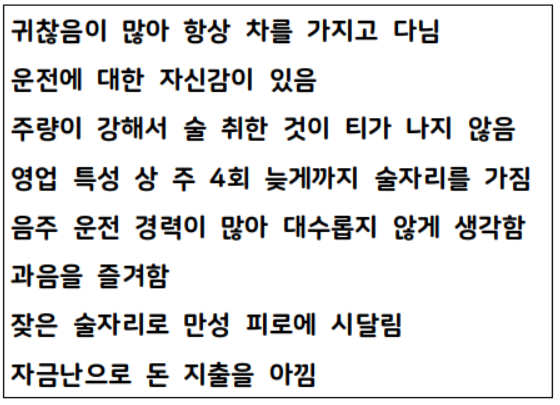 귀찮음이 많아 항상 차를 가지고 다님
운전에 대한 자신감이 있음
주량이 강해서 술 취한 것이 티가 나지 않음
영업 특성 상 주 4회 늦게까지 술자리를 가짐
음주 운전 경력이 많아 대수롭지 않게 생각함
과음을 즐겨함
잦은 술자리로 만성 피로에 시달림
자금난으로 돈 지출을 아낌